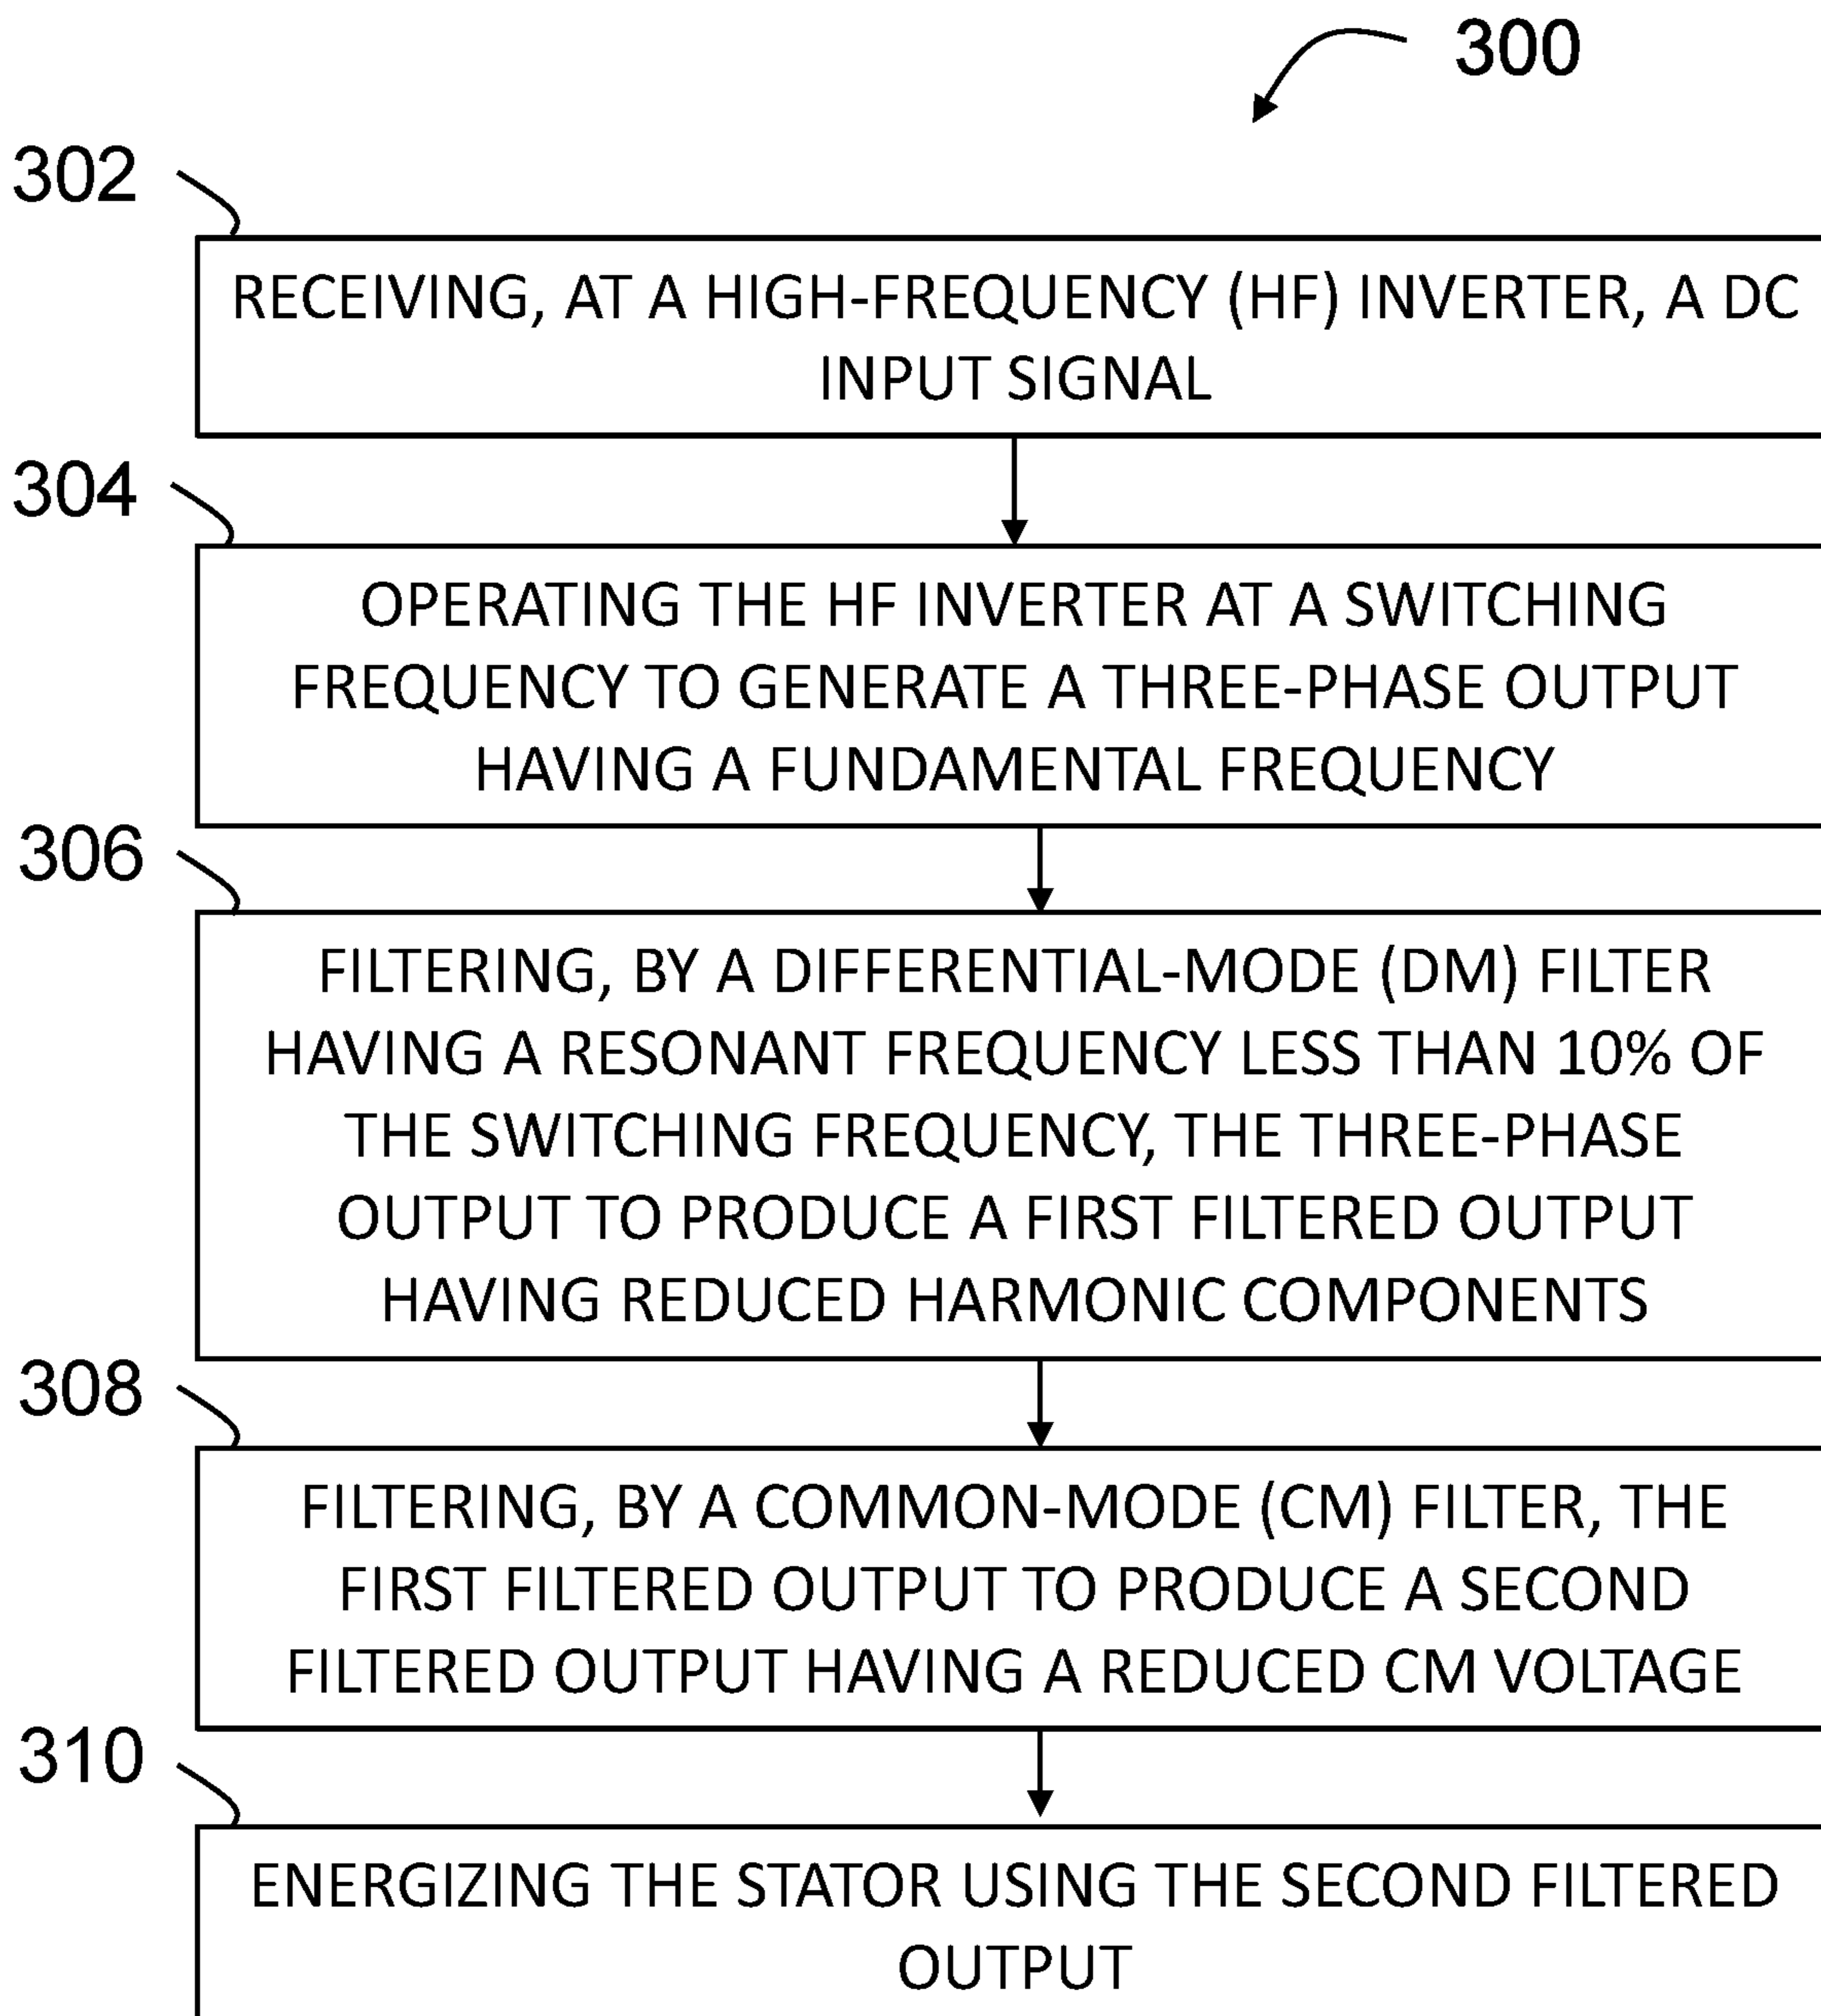 300
302
RECEIVING, AT A HIGH-FREQUENCY (HF) INVERTER, A DC
INPUT SIGNAL
304
OPERATING THE HF INVERTER AT A SWITCHING
FREQUENCY TO GENERATE A THREE-PHASE OUTPUT
HAVING A FUNDAMENTAL FREQUENCY
306
FILTERING, BY A DIFFERENTIAL-MODE (DM) FILTER
HAVING A RESONANT FREQUENCY LESS THAN 10% OF
THE SWITCHING FREQUENCY, THE THREE-PHASE
OUTPUT TO PRODUCE A FIRST FILTERED OUTPUT
HAVING REDUCED HARMONIC COMPONENTS
308
FILTERING, BY A COMMON-MODE (CM) FILTER, THE
FIRST FILTERED OUTPUT TO PRODUCE A SECOND
FILTERED OUTPUT HAVING A REDUCED CM VOLTAGE
310
ENERGIZING THE STATOR USING THE SECOND FILTERED
OUTPUT